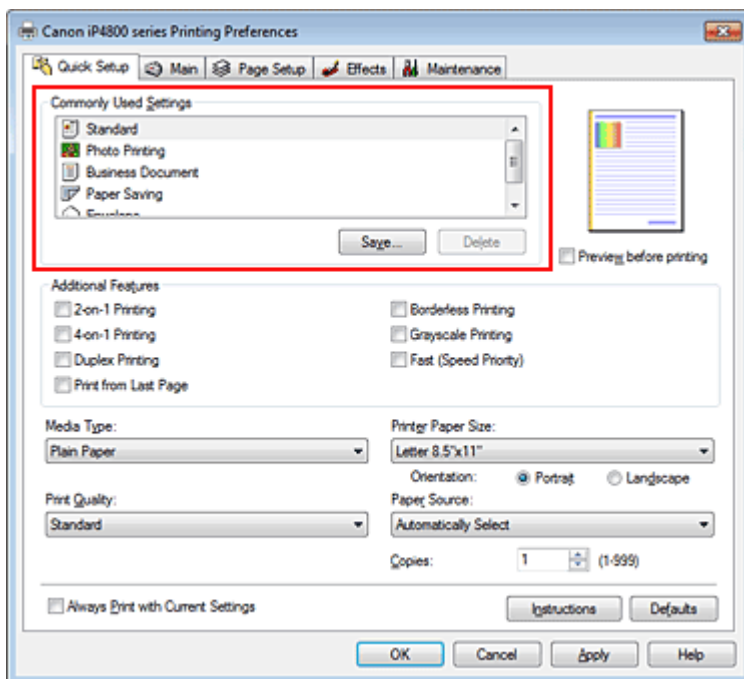 Canon iP4800 series Printing Preferences
Quick Setup Main Page Setup Effects Maintenance
Commonly Used Settings
Standard
Photo Printing
Business Document
Paper Saving
Envelope
Save... Delete
Preview before printing
Additional Features
2-on-1 Printing Borderless Printing
4-on-1 Printing Grayscale Printing
Duplex Printing Fast (Speed Priority)
Print from Last Page
Media Type: Printer Paper Size:
Plain Paper Letter 8.5"x11"
Orientation: Portrait Landscape
Print Quality: Paper Source:
Standard Automatically Select
Copies: 1 (1-999)
Always Print with Current Settings Instructions Defaults
OK Cancel Apply Help